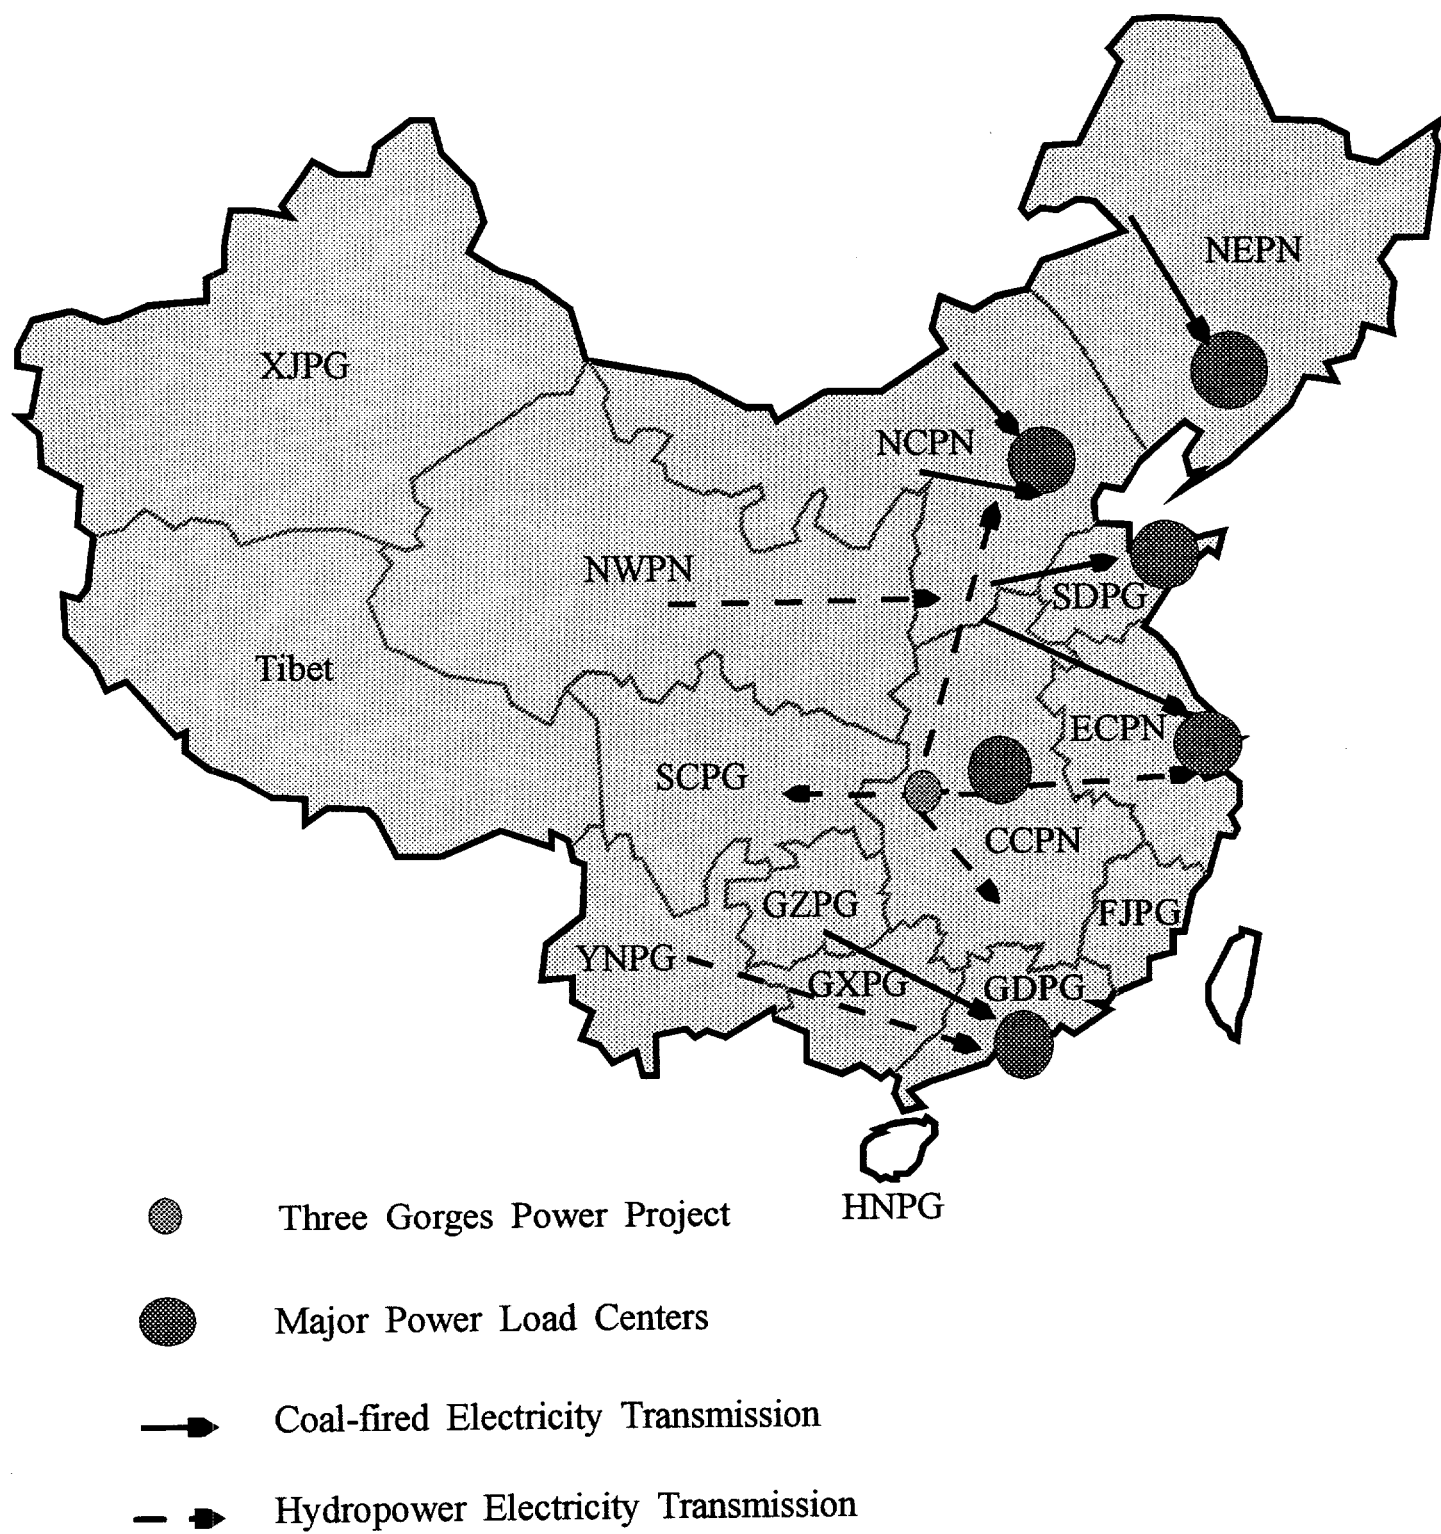 NEPN
XJPG
NCPN
NWPN
SDPG
Tibet
ECPN
SCPG
CCPN
GZPG
FJPG
YNPG
GXPG
GDPG
HNPG
Three Gorges Power Project
Major Power Load Centers
Coal-fired Electricity Transmission
Hydropower Electricity Transmission